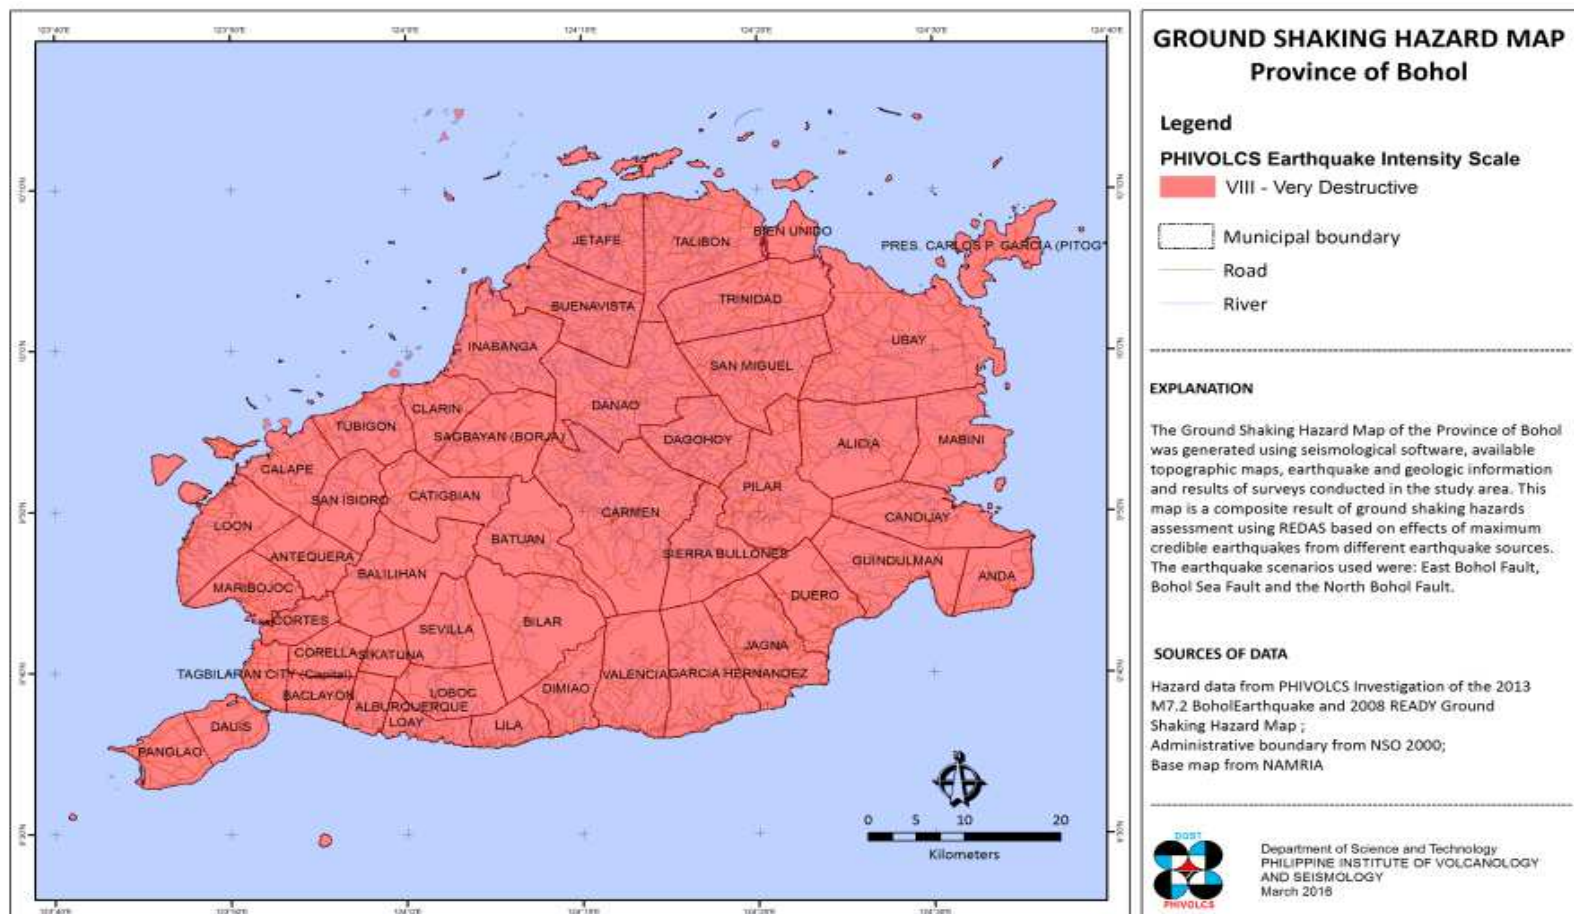 GROUND SHAKING HAZARD MAP
Province of Bohol
Legend
PHIVOLCS Earthquake Intensity Scale
VIII - Very Destructive
Municipal boundary
Road
River
EXPLANATION
The Ground Shaking Hazard Map of the Province of Bohol
was generated using seismological software, available
topographic maps, earthquake and geologic information
and results of surveys conducted in the study area. This
map is a composite result of ground shaking hazards
assessment using REDAS based on effects of maximum
credible earthquakes from different earthquake sources.
The earthquake scenarios used were: East Bohol Fault,
Bohol Sea Fault and the North Bohol Fault.
SOURCES OF DATA
Hazard data from PHIVOLCS Investigation of the 2013
M7.2 BoholEarthquake and 2008 READY Ground
Shaking Hazard Map ;
Administrative boundary from NSO 2000;
Base map from NAMRIA
DOST
PHIVOLCS
Department of Science and Technology
PHILIPPINE INSTITUTE OF VOLCANOLOGY
AND SEISMOLOGY
March 2016
JETAFE
TALIBON
BIEN UNIDO
PRES. CARLOS P. GARCIA (PITOG
BUENAVISTA
TRINIDAD
INABANGA
UBAY
SAN MIGUEL
CLARIN
DANAO
TUBIGON
SAGBAYAN (BORJA)
DAGOHOY
ALICIA
MABINI
CALAPE
SAN ISIDRO
CATIGBIAN
PILAR
LOON
CARMEN
CANDIJAY
BATUAN
ANTEQUERA
SIERRA BULLONES
GUINDULMAN
BALILIHAN
ANDA
MARIBOJOC
DUERO
CORTES
SEVILLA
BILAR
JAGNA
CORELLA
SIKATUNA
TAGBILARAN CITY (Capital)
VALENCIA
GARCIA HERNANDEZ
BACLAYON
LOBOC
DIMIAO
ALBURQUERQUE
LOAY
LILA
DAUIS
PANGLAO
0 5 10 20
Kilometers